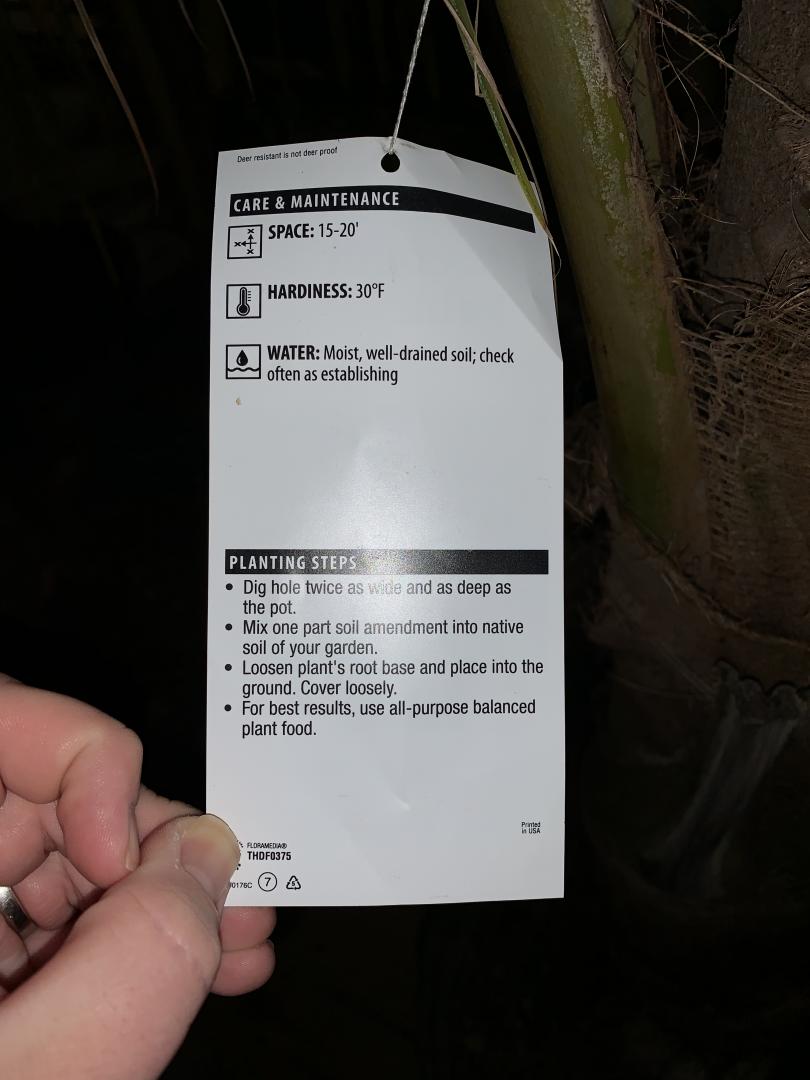 Deer resistant is not deer proof
CARE & MAINTENANCE
SPACE: 15-20'
HARDINESS: 30°F
WATER: Moist, well-drained soil; check
often as establishing
PLANTING STEPS
• Dig hole twice as wide and as deep as
the pot.
• Mix one part soil amendment into native
soil of your garden.
• Loosen plant's root base and place into the
ground. Cover loosely.
• For best results, use all-purpose balanced
plant food.
Printed
in USA
FLORAMEDIA®
THDF0375
7